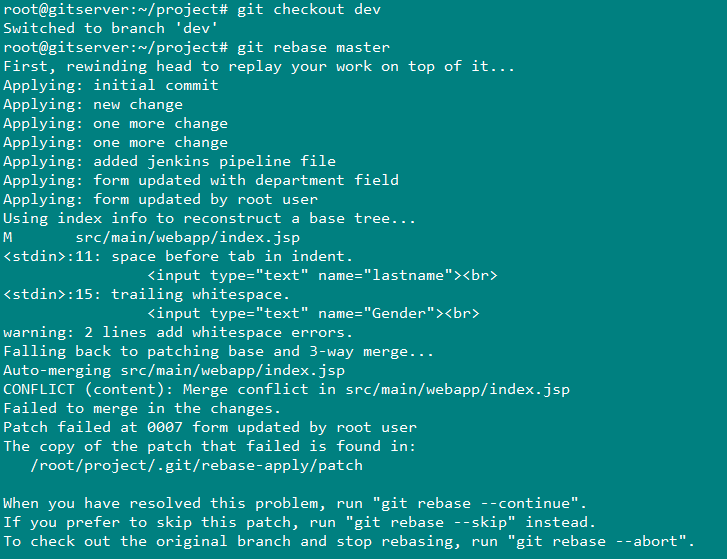 root@gitserver:~/project# git checkout dev
Switched to branch 'dev'
root@gitserver:~/project# git rebase master
First, rewinding head to replay your work on top of it...
Applying: initial commit
Applying: new change
Applying: one more change
Applying: one more change
Applying: added jenkins pipeline file
Applying: form updated with department field
Applying: form updated by root user
Using index info to reconstruct a base tree...
M       src/main/webapp/index.jsp
<stdin>:11: space before tab in indent.
                <input type="text" name="lastname"><br>
<stdin>:15: trailing whitespace.
                <input type="text" name="Gender"><br>
warning: 2 lines add whitespace errors.
Falling back to patching base and 3-way merge...
Auto-merging src/main/webapp/index.jsp
CONFLICT (content): Merge conflict in src/main/webapp/index.jsp
Failed to merge in the changes.
Patch failed at 0007 form updated by root user
The copy of the patch that failed is found in:
   /root/project/.git/rebase-apply/patch

When you have resolved this problem, run "git rebase --continue".
If you prefer to skip this patch, run "git rebase --skip" instead.
To check out the original branch and stop rebasing, run "git rebase --abort".